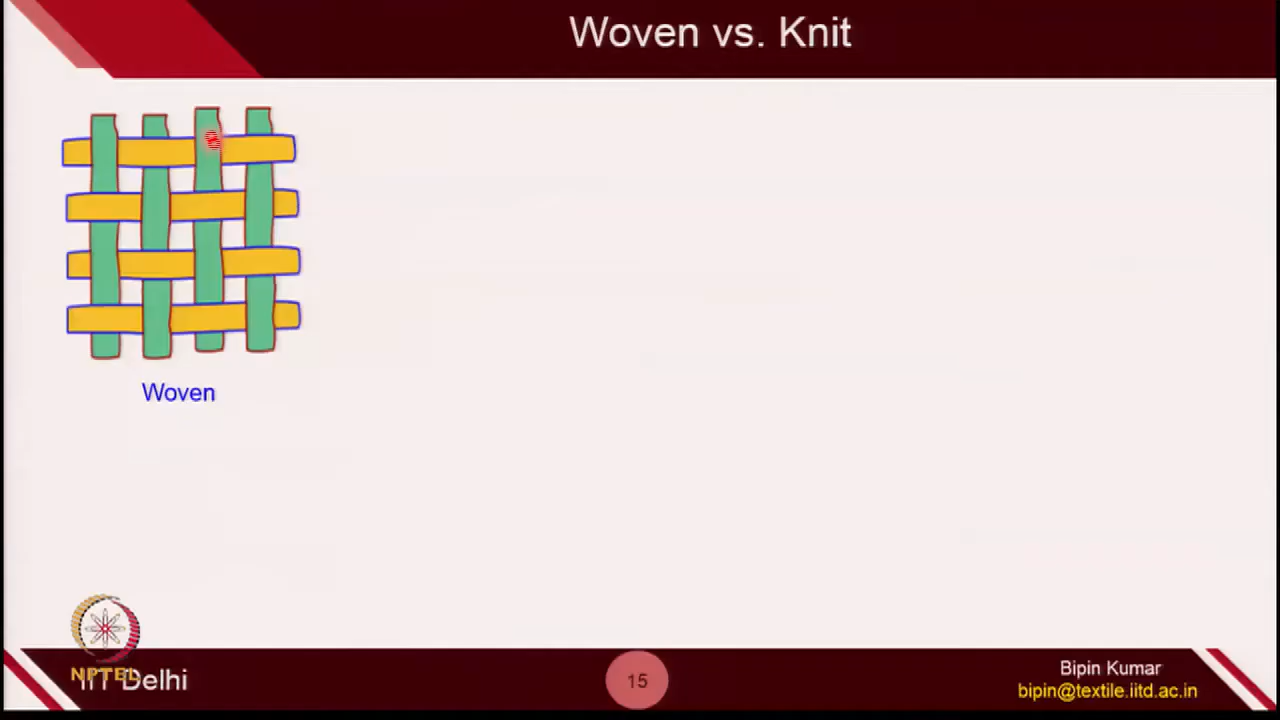 Woven vs. Knit
Woven
NPTEL
IIT Delhi
15
Bipin Kumar
bipin@textile.iitd.ac.in